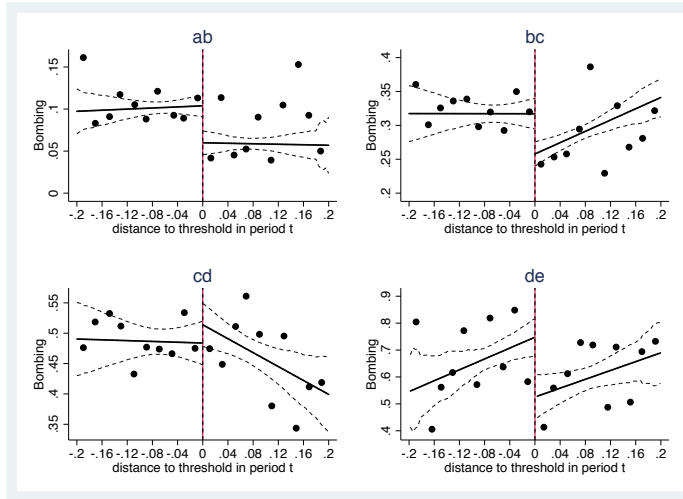 ab
bc
Bombing
0 .05 .1 .15
-.2 -.16 -.12 -.08 -.04 0 .04 .08 .12 .16 .2
distance to threshold in period t
Bombing
.2 .25 .3 .35 .4
-.2 -.16 -.12 -.08 -.04 0 .04 .08 .12 .16 .2
distance to threshold in period t
cd
de
Bombing
.35 .4 .45 .5 .55
-.2 -.16 -.12 -.08 -.04 0 .04 .08 .12 .16 .2
distance to threshold in period t
Bombing
.4 .5 .6 .7 .8 .9
-.2 -.16 -.12 -.08 -.04 0 .04 .08 .12 .16 .2
distance to threshold in period t